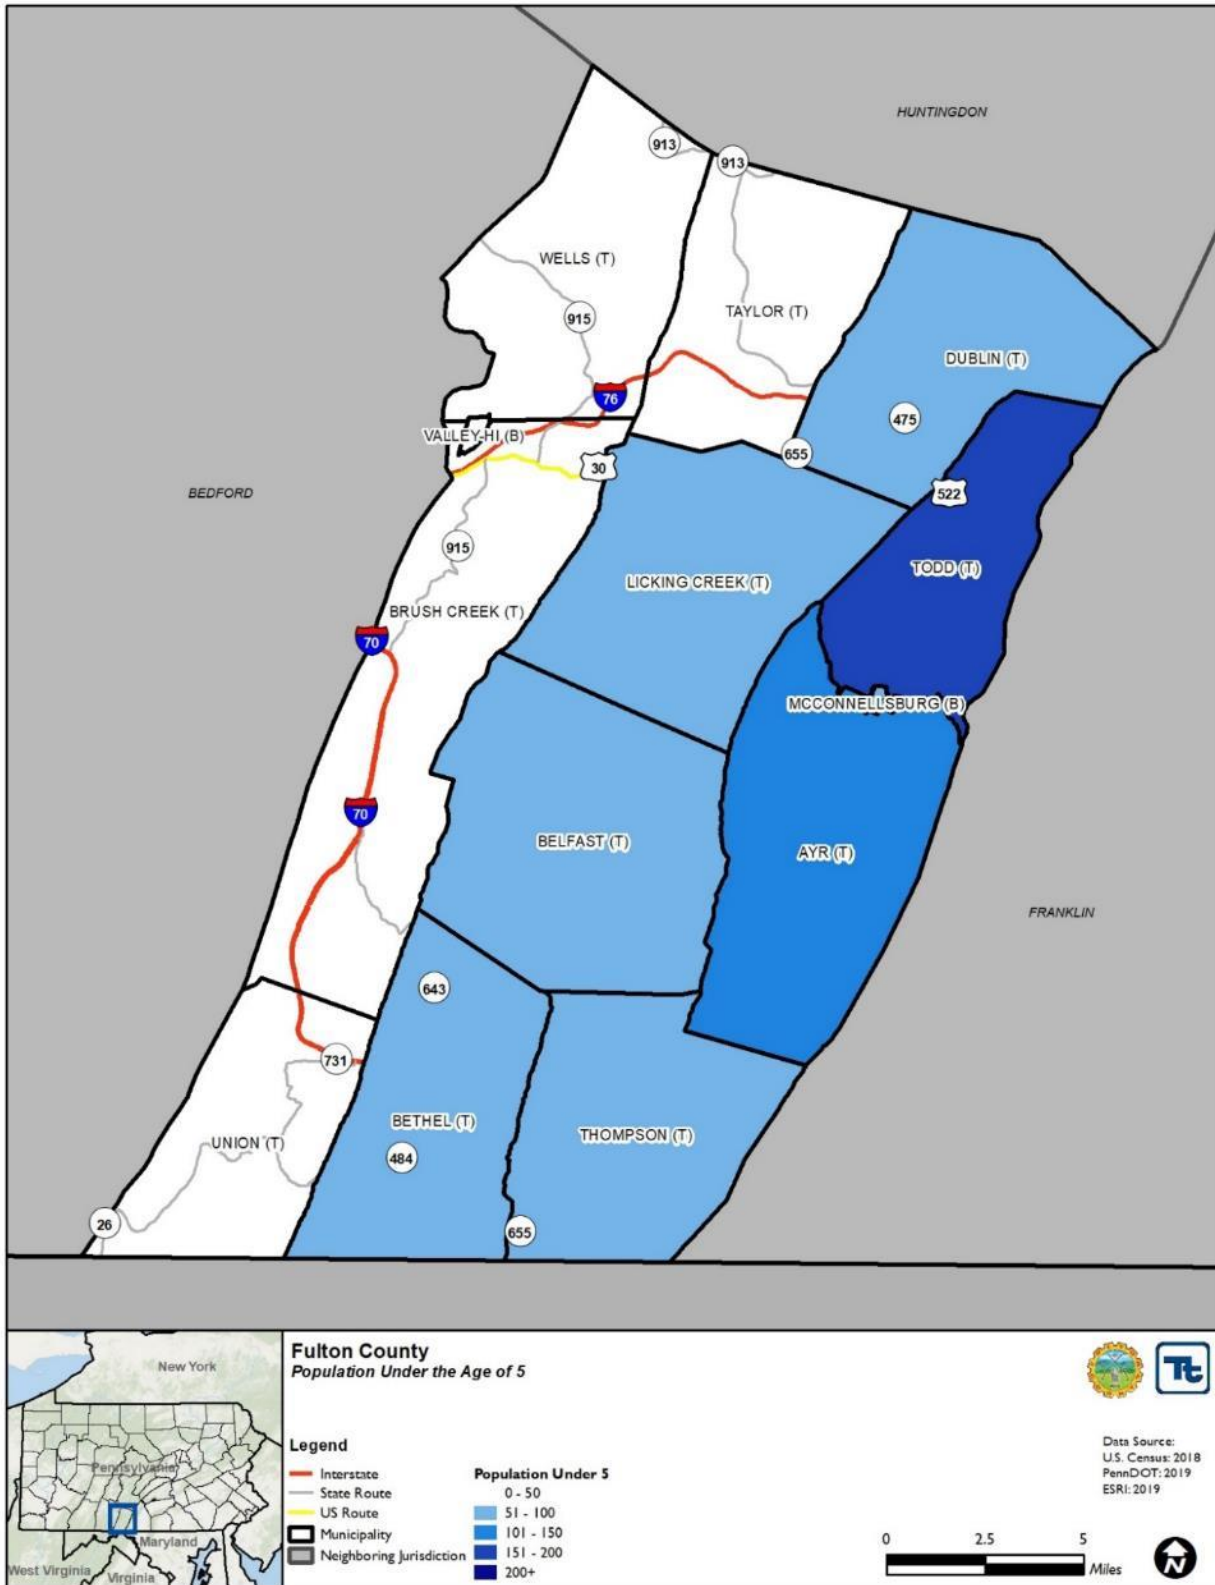 HUNTINGDON
913
913
WELLS (T)
915
TAYLOR (T)
DUBLIN (T)
76
475
VALLEY-HI (B)
655
30
BEDFORD
522
915
TODD (T)
LICKING CREEK (T)
BRUSH CREEK (T)
70
MCCONNELLSBURG (B)
70
BELFAST (T)
AYR (T)
FRANKLIN
643
731
BETHEL (T)
THOMPSON (T)
UNION (T)
484
26
655
New York
Pennsylvania
Maryland
West Virginia
Virginia
Fulton County
Population Under the Age of 5
Legend
Interstate
State Route
US Route
Municipality
Neighboring Jurisdiction
Population Under 5
0 - 50
51 - 100
101 - 150
151 - 200
200+
Tt
Data Source:
U.S. Census: 2018
PennDOT: 2019
ESRI: 2019
0 2.5 5
Miles
N